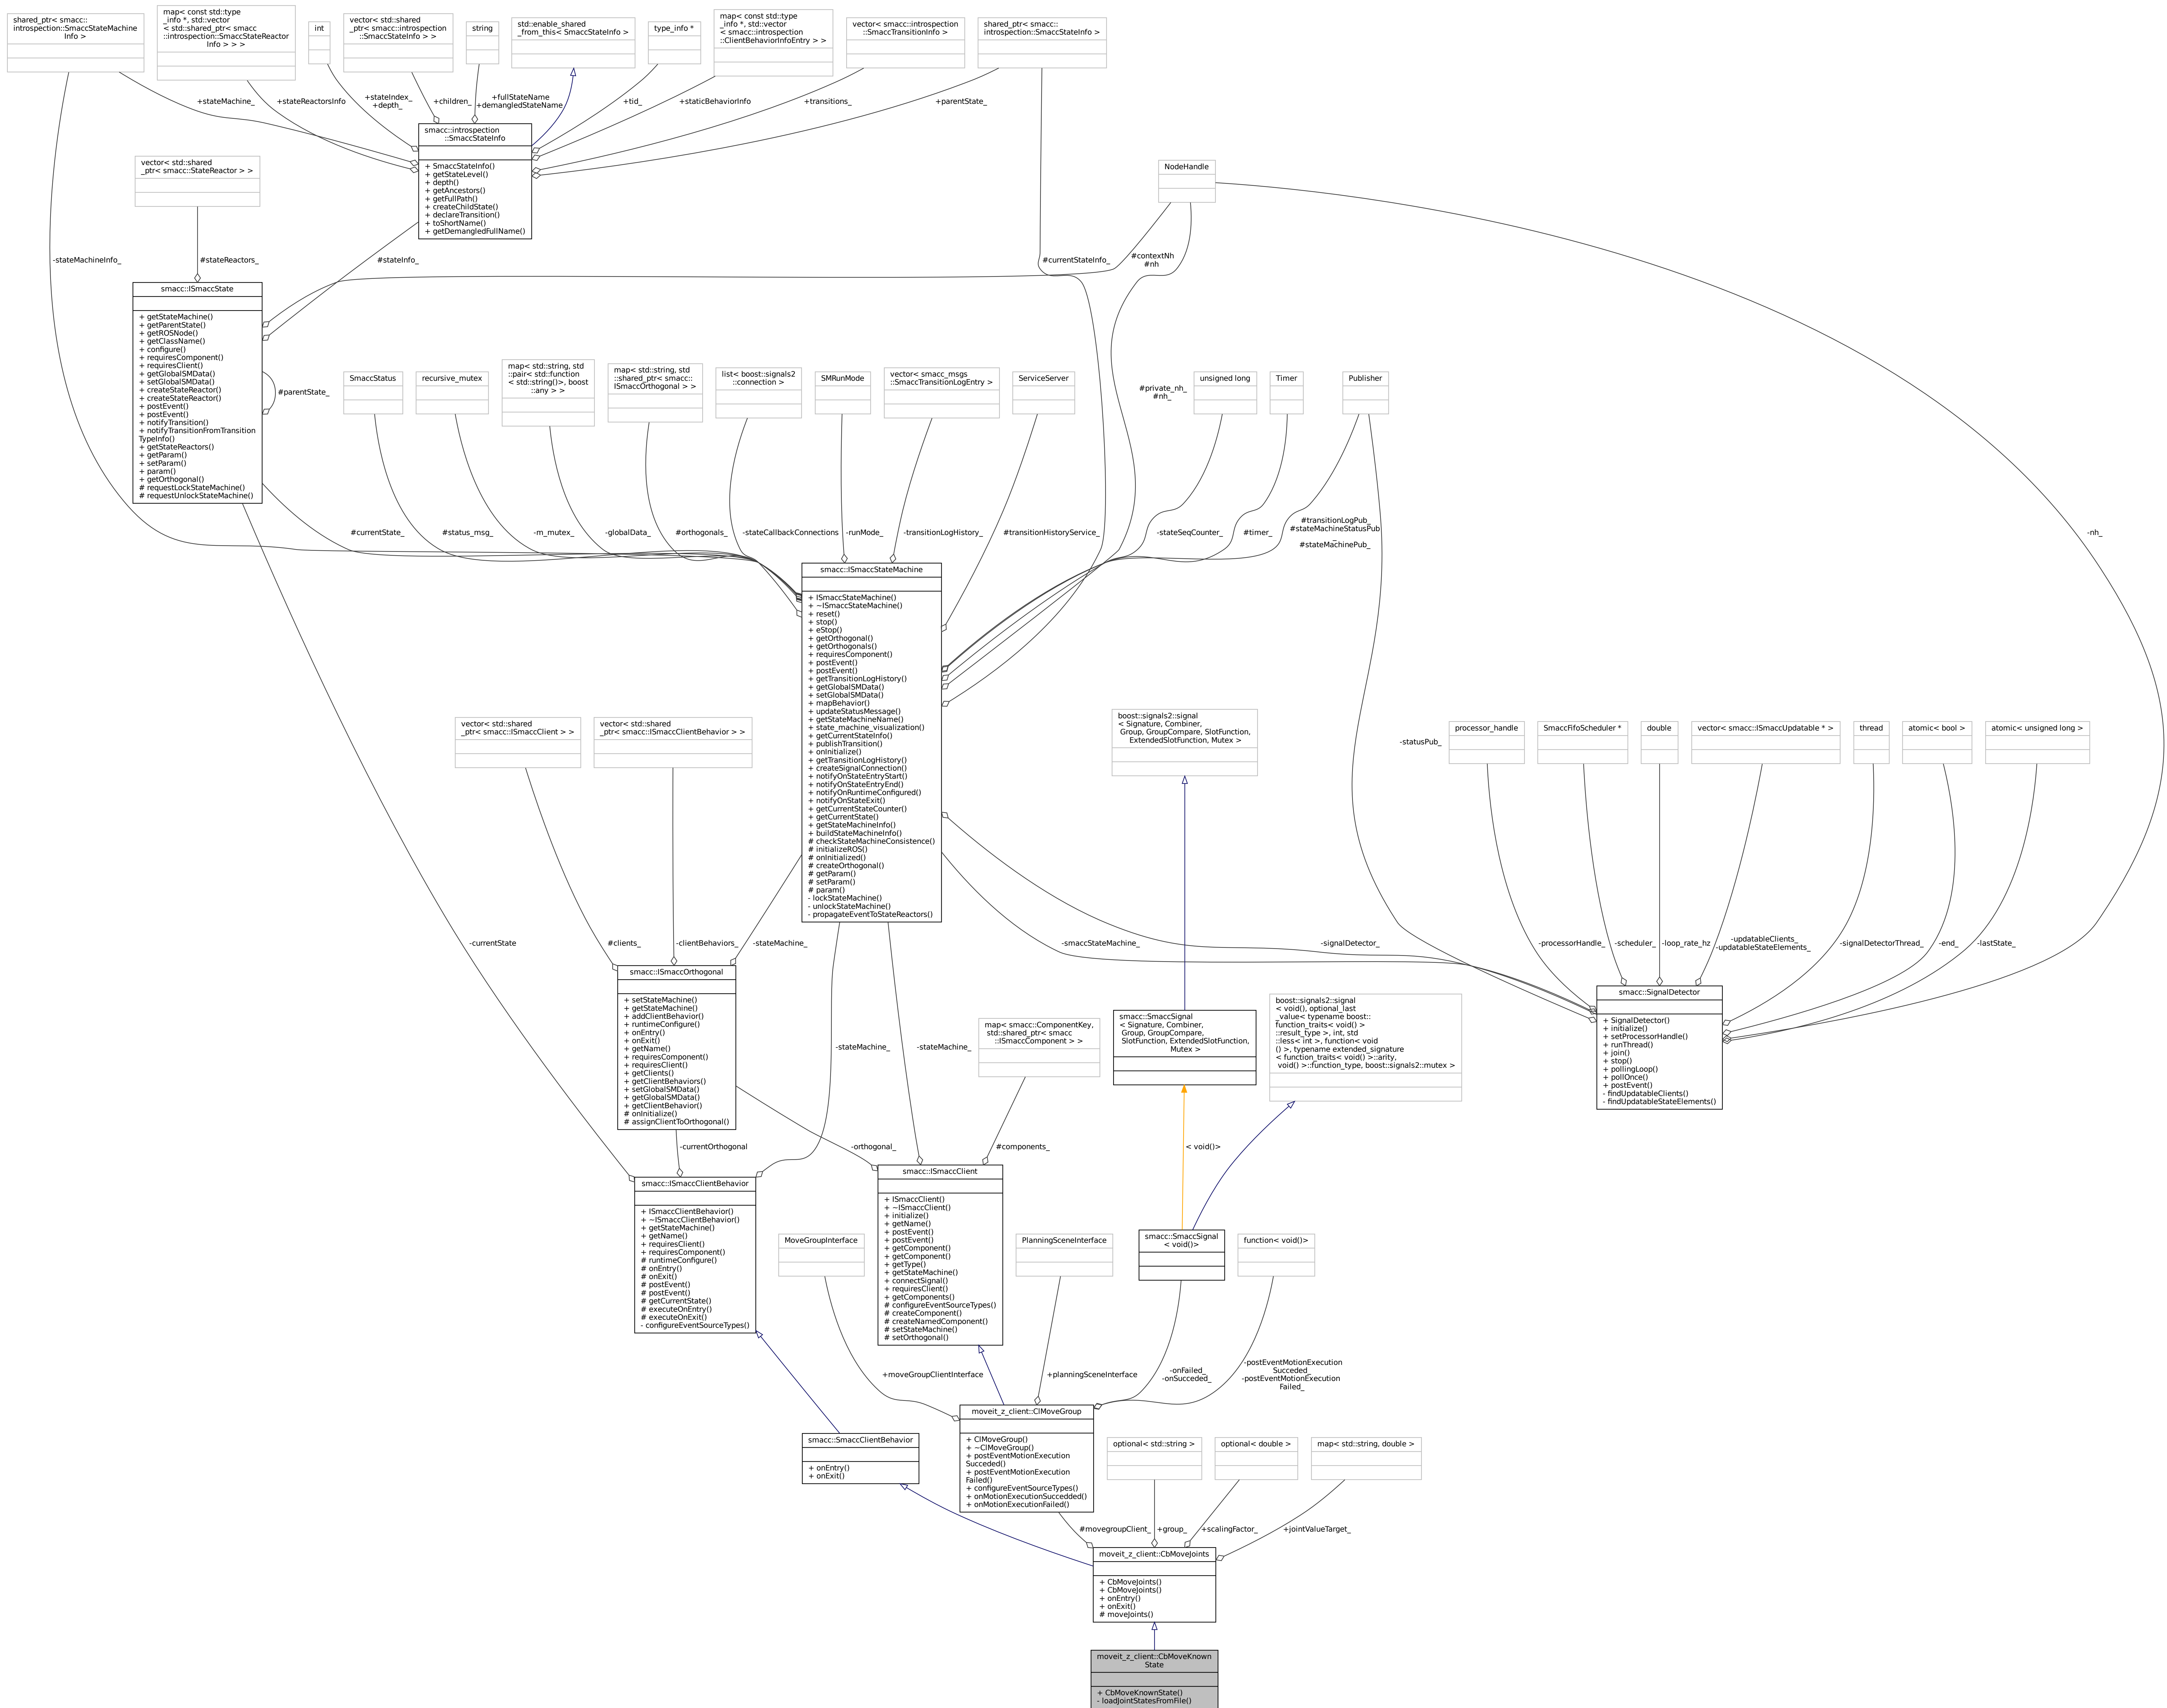 shared_ptr< smacc::
introspection::SmaccStateMachine
Info >
map< const std::type
_info *, std::vector
< std::shared_ptr< smacc
::introspection::SmaccStateReactor
Info > > >
int
vector< std::shared
_ptr< smacc::introspection
::SmaccStateInfo > >
string
std::enable_shared
_from_this< SmaccStateInfo >
type_info *
map< const std::type
_info *, std::vector
< smacc::introspection
::ClientBehaviorInfoEntry > >
vector< smacc::introspection
::SmaccTransitionInfo >
shared_ptr< smacc::
introspection::SmaccStateInfo >
+stateMachine_
+stateReactorsInfo
+stateIndex_
+depth_
+children_
+fullStateName
+demangledStateName
+tid_
+staticBehaviorInfo
+transitions_
+parentState_
smacc::introspection
::SmaccStateInfo
+ SmaccStateInfo()
+ getStateLevel()
+ depth()
+ getAncestors()
+ getFullPath()
+ createChildState()
+ declareTransition()
+ toShortName()
+ getDemangledFullName()
vector< std::shared
_ptr< smacc::StateReactor > >
NodeHandle
-stateMachineInfo_
#stateReactors_
#stateInfo_
#currentStateInfo_
#contextNh
#nh
smacc::ISmaccState
+ getStateMachine()
+ getParentState()
+ getROSNode()
+ getClassName()
+ configure()
+ requiresComponent()
+ requiresClient()
+ getGlobalSMData()
+ setGlobalSMData()
+ createStateReactor()
+ createStateReactor()
+ postEvent()
+ postEvent()
+ notifyTransition()
+ notifyTransitionFromTransition
TypeInfo()
+ getStateReactors()
+ getParam()
+ setParam()
+ param()
+ getOrthogonal()
# requestLockStateMachine()
# requestUnlockStateMachine()
#parentState_
SmaccStatus
recursive_mutex
map< std::string, std
::pair< std::function
< std::string()>, boost
::any > >
map< std::string, std
::shared_ptr< smacc::
ISmaccOrthogonal > >
list< boost::signals2
::connection >
SMRunMode
vector< smacc_msgs
::SmaccTransitionLogEntry >
ServiceServer
#private_nh_
#nh_
unsigned long
Timer
Publisher
#currentState_
#status_msg_
-m_mutex_
-globalData_
#orthogonals_
-stateCallbackConnections
-runMode_
-transitionLogHistory_
#transitionHistoryService_
-stateSeqCounter_
#timer_
#transitionLogPub_
#stateMachineStatusPub
_
#stateMachinePub_
-nh_
smacc::ISmaccStateMachine
+ ISmaccStateMachine()
+ ~ISmaccStateMachine()
+ reset()
+ stop()
+ eStop()
+ getOrthogonal()
+ getOrthogonals()
+ requiresComponent()
+ postEvent()
+ postEvent()
+ getTransitionLogHistory()
+ getGlobalSMData()
+ setGlobalSMData()
+ mapBehavior()
+ updateStatusMessage()
+ getStateMachineName()
+ state_machine_visualization()
+ getCurrentStateInfo()
+ publishTransition()
+ onInitialize()
+ getTransitionLogHistory()
+ createSignalConnection()
+ notifyOnStateEntryStart()
+ notifyOnStateEntryEnd()
+ notifyOnRuntimeConfigured()
+ notifyOnStateExit()
+ getCurrentStateCounter()
+ getCurrentState()
+ getStateMachineInfo()
+ buildStateMachineInfo()
# checkStateMachineConsistence()
# initializeROS()
# onInitialized()
# createOrthogonal()
# getParam()
# setParam()
# param()
- lockStateMachine()
- unlockStateMachine()
- propagateEventToStateReactors()
vector< std::shared
_ptr< smacc::ISmaccClient > >
vector< std::shared
_ptr< smacc::ISmaccClientBehavior > >
boost::signals2::signal
< Signature, Combiner,
Group, GroupCompare, SlotFunction,
ExtendedSlotFunction, Mutex >
-statusPub_
processor_handle
SmaccFifoScheduler *
double
vector< smacc::ISmaccUpdatable * >
thread
atomic< bool >
atomic< unsigned long >
-currentState
#clients_
-clientBehaviors_
-stateMachine_
-smaccStateMachine_
-signalDetector_
-processorHandle_
-scheduler_
-loop_rate_hz
-updatableClients_
-updatableStateElements_
-signalDetectorThread_
-end_
-lastState_
smacc::ISmaccOrthogonal
+ setStateMachine()
+ getStateMachine()
+ addClientBehavior()
+ runtimeConfigure()
+ onEntry()
+ onExit()
+ getName()
+ requiresComponent()
+ requiresClient()
+ getClients()
+ getClientBehaviors()
+ setGlobalSMData()
+ getGlobalSMData()
+ getClientBehavior()
# onInitialize()
# assignClientToOrthogonal()
smacc::SignalDetector
+ SignalDetector()
+ initialize()
+ setProcessorHandle()
+ runThread()
+ join()
+ stop()
+ pollingLoop()
+ pollOnce()
+ postEvent()
- findUpdatableClients()
- findUpdatableStateElements()
-stateMachine_
-stateMachine_
map< smacc::ComponentKey,
std::shared_ptr< smacc
::ISmaccComponent > >
smacc::SmaccSignal
< Signature, Combiner,
Group, GroupCompare,
SlotFunction, ExtendedSlotFunction,
Mutex >
boost::signals2::signal
< void(), optional_last
_value< typename boost::
function_traits< void() >
::result_type >, int, std
::less< int >, function< void
() >, typename extended_signature
< function_traits< void() >::arity,
void() >::function_type, boost::signals2::mutex >
-currentOrthogonal
-orthogonal_
#components_
< void()>
smacc::ISmaccClientBehavior
+ ISmaccClientBehavior()
+ ~ISmaccClientBehavior()
+ getStateMachine()
+ getName()
+ requiresClient()
+ requiresComponent()
# runtimeConfigure()
# onEntry()
# onExit()
# postEvent()
# postEvent()
# getCurrentState()
# executeOnEntry()
# executeOnExit()
- configureEventSourceTypes()
MoveGroupInterface
smacc::ISmaccClient
+ ISmaccClient()
+ ~ISmaccClient()
+ initialize()
+ getName()
+ postEvent()
+ postEvent()
+ getComponent()
+ getComponent()
+ getType()
+ getStateMachine()
+ connectSignal()
+ requiresClient()
+ getComponents()
# configureEventSourceTypes()
# createComponent()
# createNamedComponent()
# setStateMachine()
# setOrthogonal()
PlanningSceneInterface
smacc::SmaccSignal
< void()>
function< void()>
+moveGroupClientInterface
+planningSceneInterface
-onFailed_
-onSucceded_
-postEventMotionExecution
Succeded_
-postEventMotionExecution
Failed_
smacc::SmaccClientBehavior
+ onEntry()
+ onExit()
moveit_z_client::ClMoveGroup
+ ClMoveGroup()
+ ~ClMoveGroup()
+ postEventMotionExecution
Succeded()
+ postEventMotionExecution
Failed()
+ configureEventSourceTypes()
+ onMotionExecutionSuccedded()
+ onMotionExecutionFailed()
optional< std::string >
optional< double >
map< std::string, double >
#movegroupClient_
+group_
+scalingFactor_
+jointValueTarget_
moveit_z_client::CbMoveJoints
+ CbMoveJoints()
+ CbMoveJoints()
+ onEntry()
+ onExit()
# moveJoints()
moveit_z_client::CbMoveKnown
State
+ CbMoveKnownState()
- loadJointStatesFromFile()